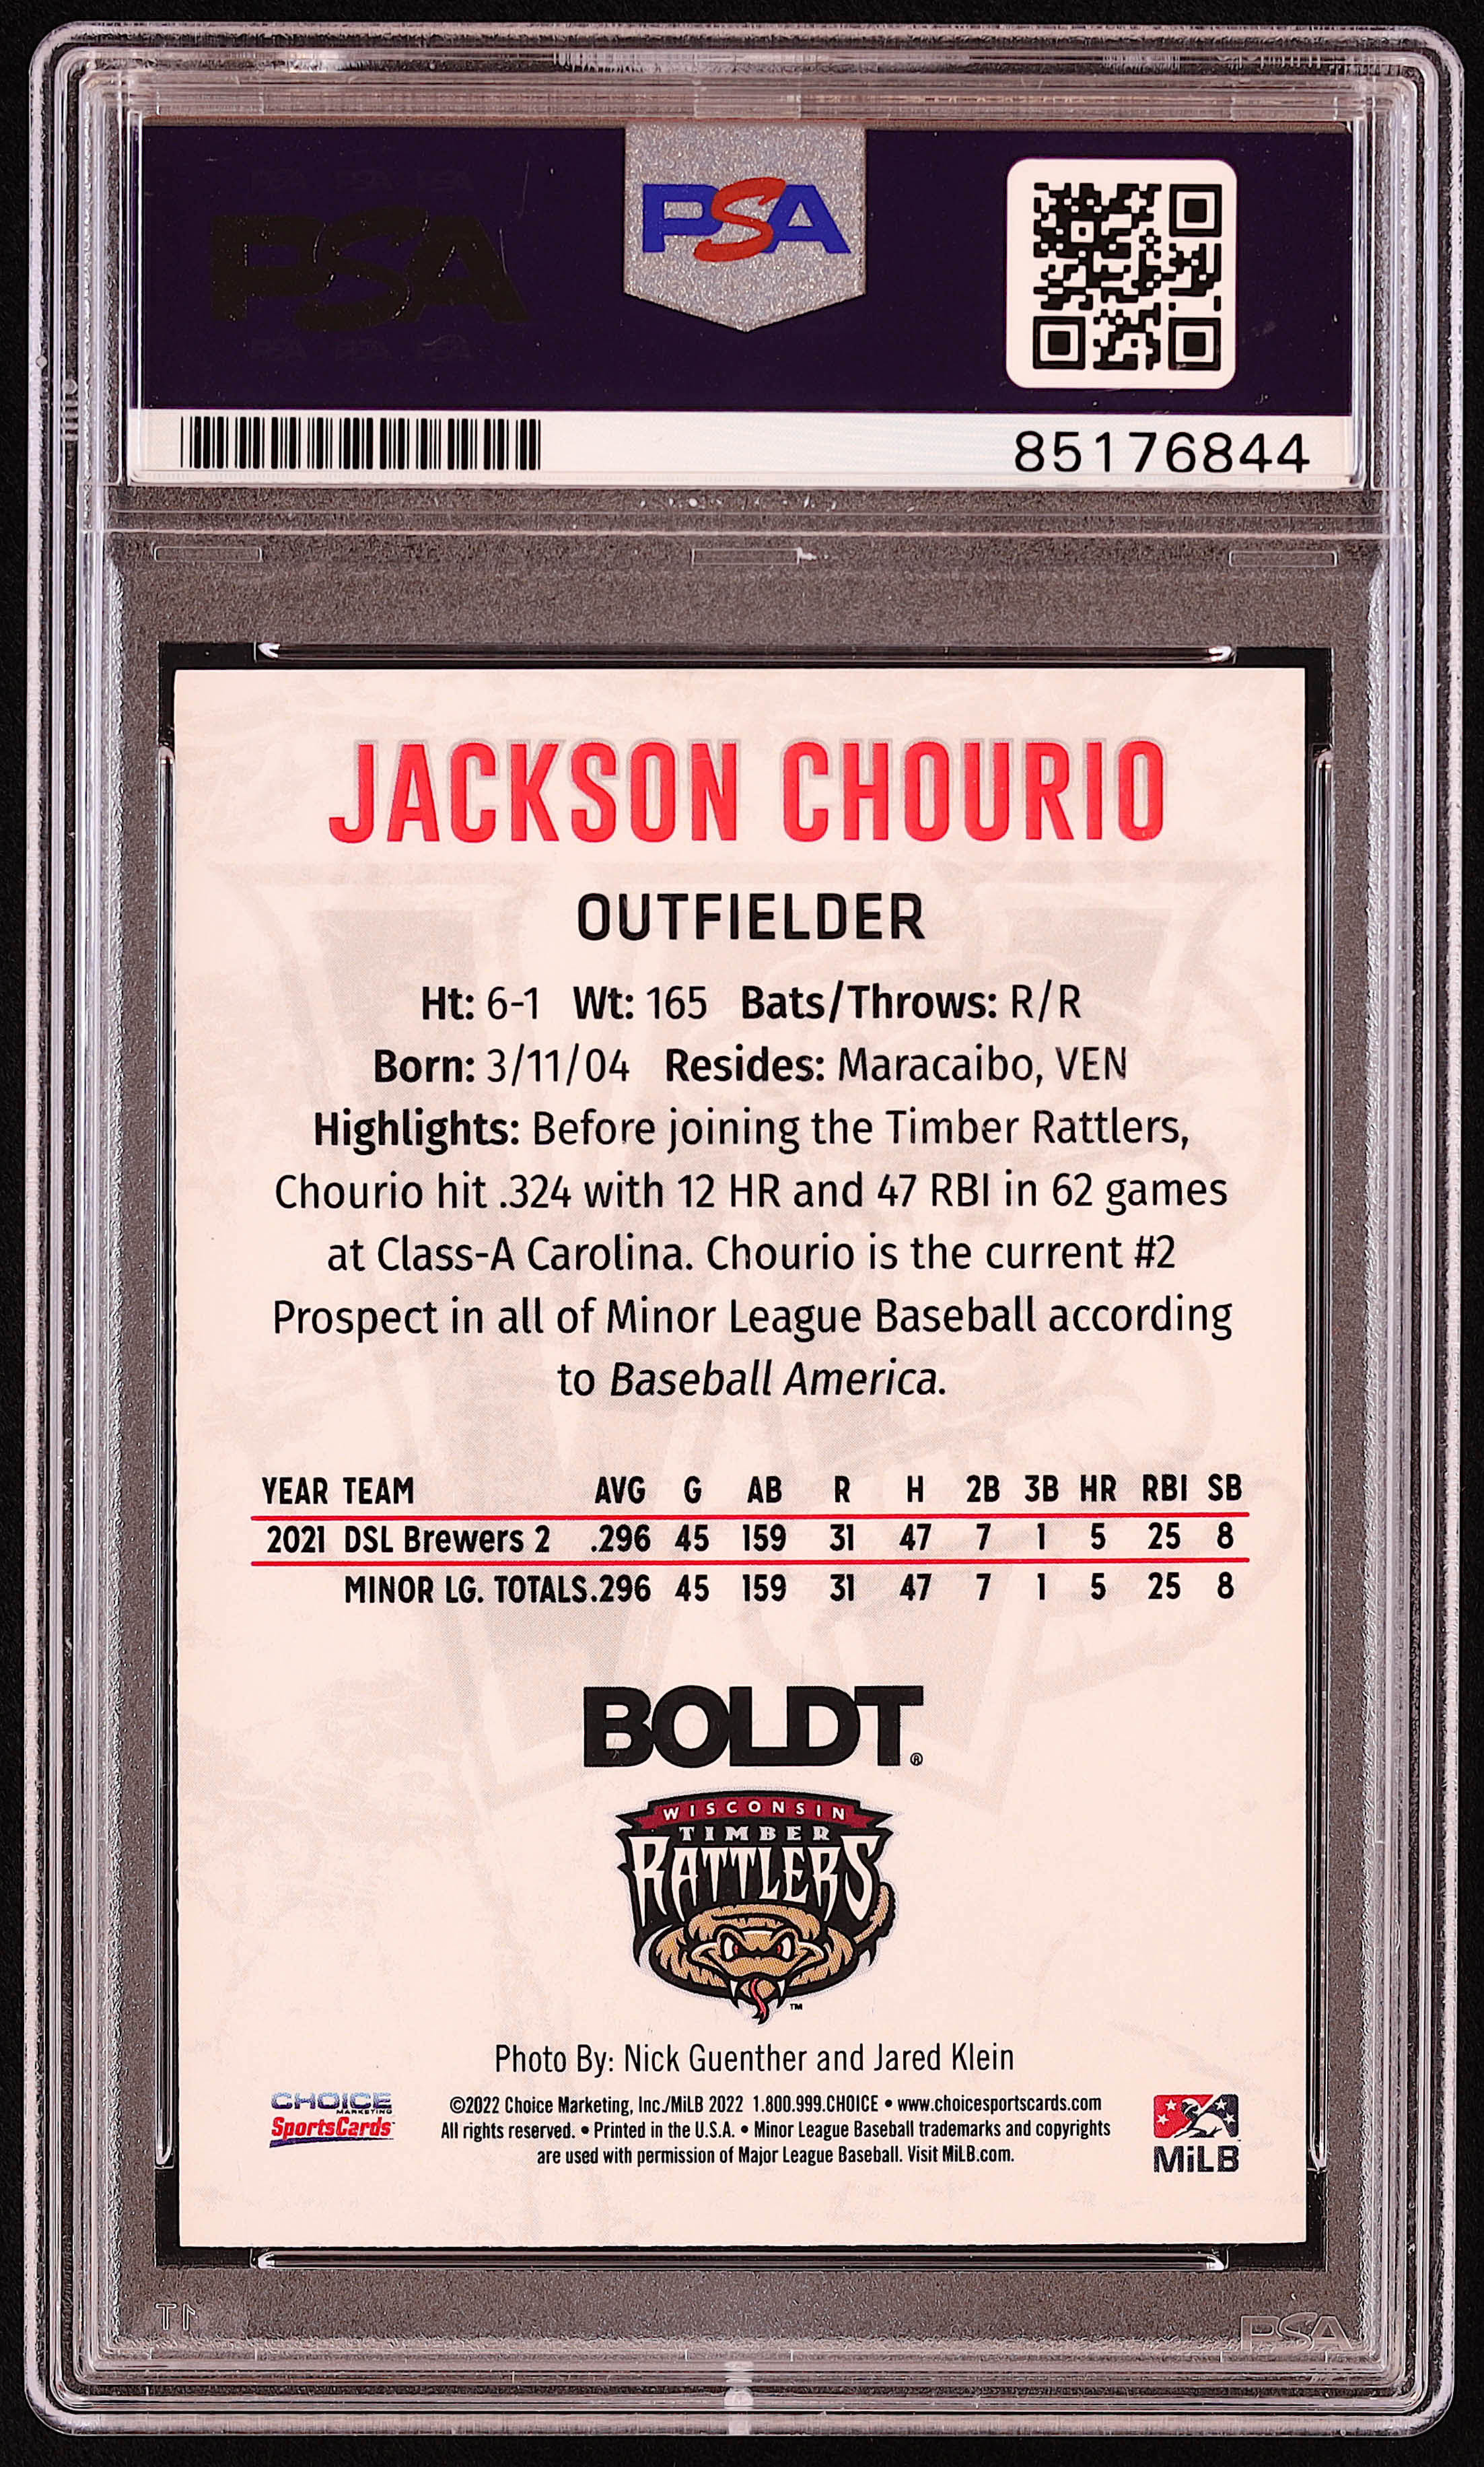 PSA
PSA
85176844
JACKSON CHOURIO
OUTFIELDER
Ht: 6-1 Wt: 165 Bats/Throws: R/R
Born: 3/11/04 Resides: Maracaibo, VEN
Highlights: Before joining the Timber Rattlers,
Chourio hit .324 with 12 HR and 47 RBI in 62 games
at Class-A Carolina. Chourio is the current #2
Prospect in all of Minor League Baseball according
to Baseball America.
YEAR TEAM AVG G AB R H 2B 3B HR RBI SB
2021 DSL Brewers 2 .296 45 159 31 47 7 1 5 25 8
MINOR LG. TOTALS .296 45 159 31 47 7 1 5 25 8
BOLDT®
WISCONSIN
TIMBER
RATTLERS
™
Photo By: Nick Guenther and Jared Klein
CHOICE
MARKETING
SportsCards
©2022 Choice Marketing, Inc./MiLB 2022 1.800.999.CHOICE • www.choicesportscards.com
All rights reserved. • Printed in the U.S.A. • Minor League Baseball trademarks and copyrights
are used with permission of Major League Baseball. Visit MiLB.com.
MiLB
PSA